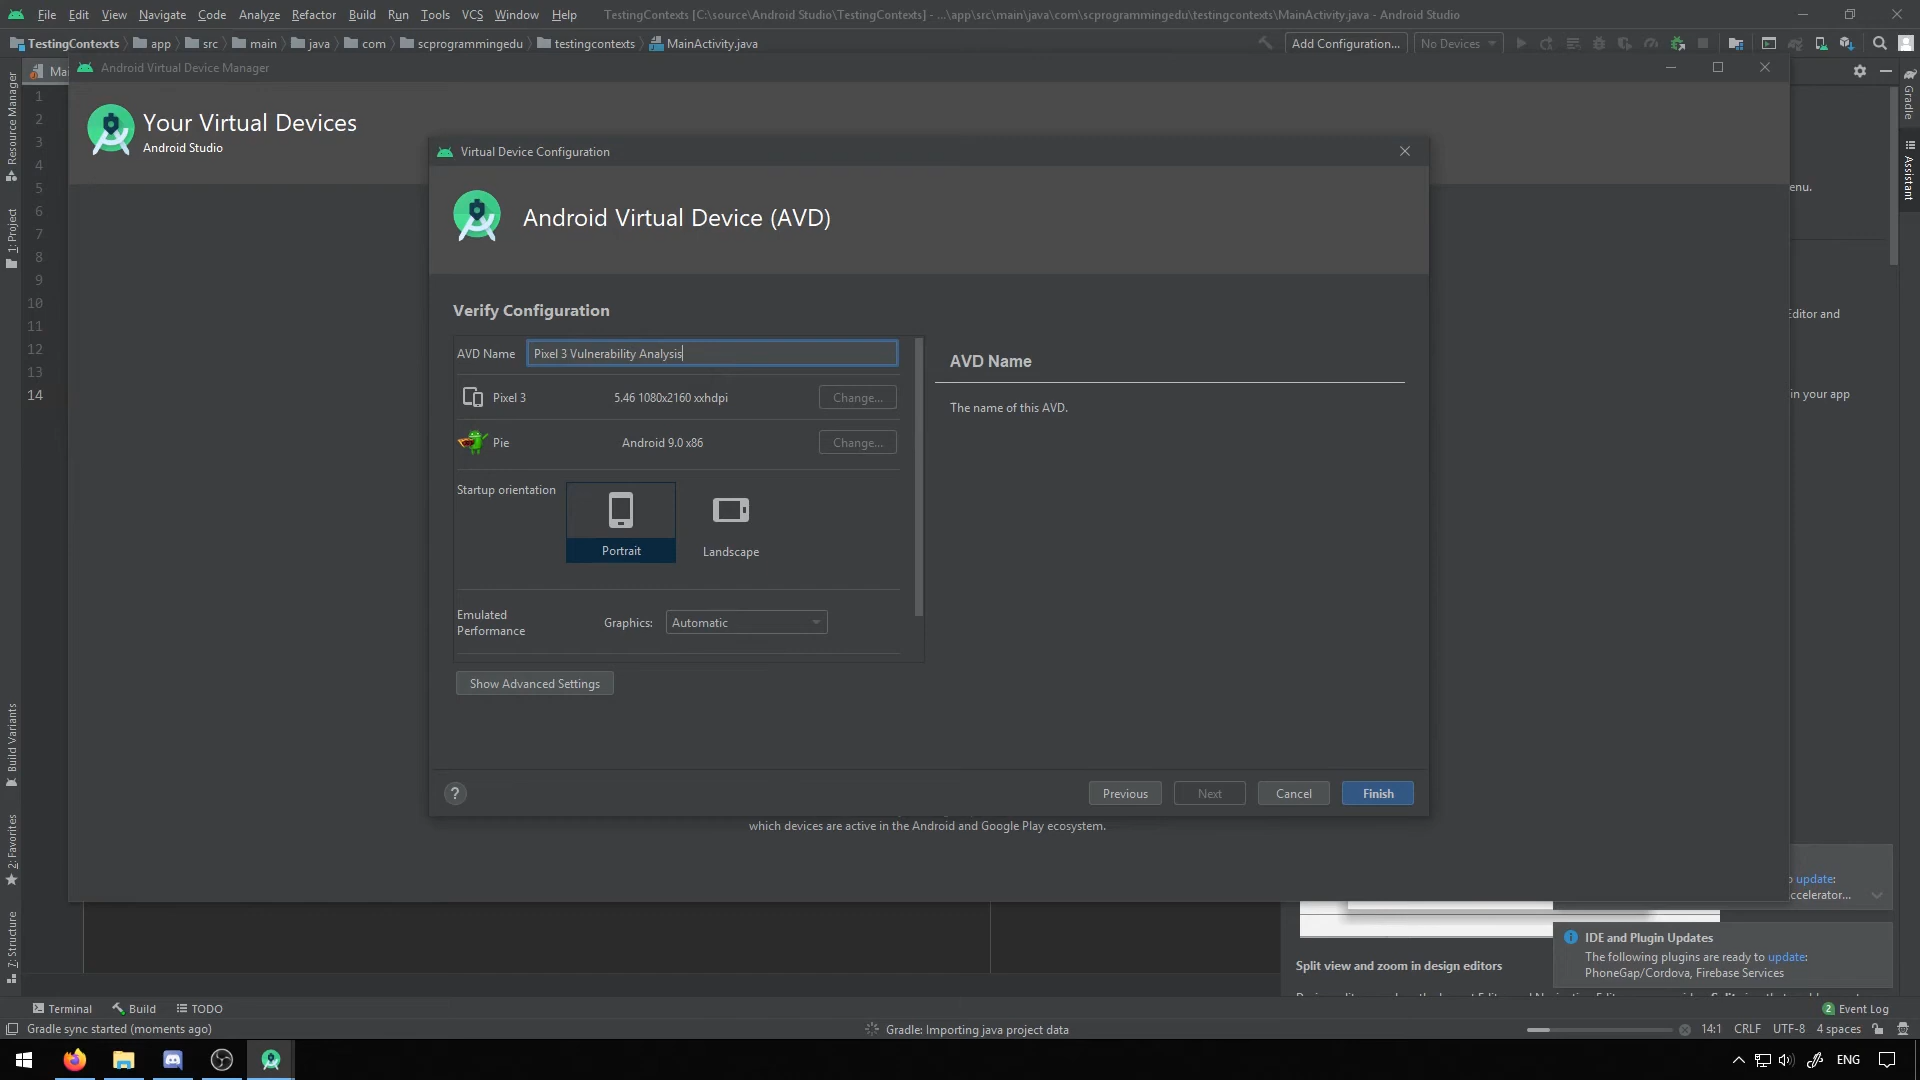 File Edit View Navigate Code Analyze Refactor Build Run Tools VCS Window Help TestingContexts [C:\source\Android Studio\TestingContexts] - ...\app\src\main\java\com\scprogrammingedu\testingcontexts\MainActivity.java - Android Studio
TestingContexts app src main java com scprogrammingedu testingcontexts MainActivity.java Add Configuration... No Devices
Mai
Android Virtual Device Manager
Your Virtual Devices
Android Studio
1
2
3
4
5
6
7
8
9
10
11
12
13
14
Resource Manager
1: Project
Build Variants
2: Favorites
7: Structure
Gradle
Assistant
Virtual Device Configuration
Android Virtual Device (AVD)
Verify Configuration
AVD Name Pixel 3 Vulnerability Analysis
Pixel 3 5.46 1080x2160 xxhdpi Change...
Pie Android 9.0 x86 Change...
Startup orientation
Portrait
Landscape
Emulated
Performance
Graphics: Automatic
Show Advanced Settings
AVD Name
The name of this AVD.
? Previous Next Cancel Finish
which devices are active in the Android and Google Play ecosystem.
enu.
Editor and
in your app
update:
ccelerator...
IDE and Plugin Updates
The following plugins are ready to update:
PhoneGap/Cordova, Firebase Services
Split view and zoom in design editors
Terminal Build TODO 2 Event Log
Gradle sync started (moments ago) Gradle: Importing java project data 14:1 CRLF UTF-8 4 spaces
ENG